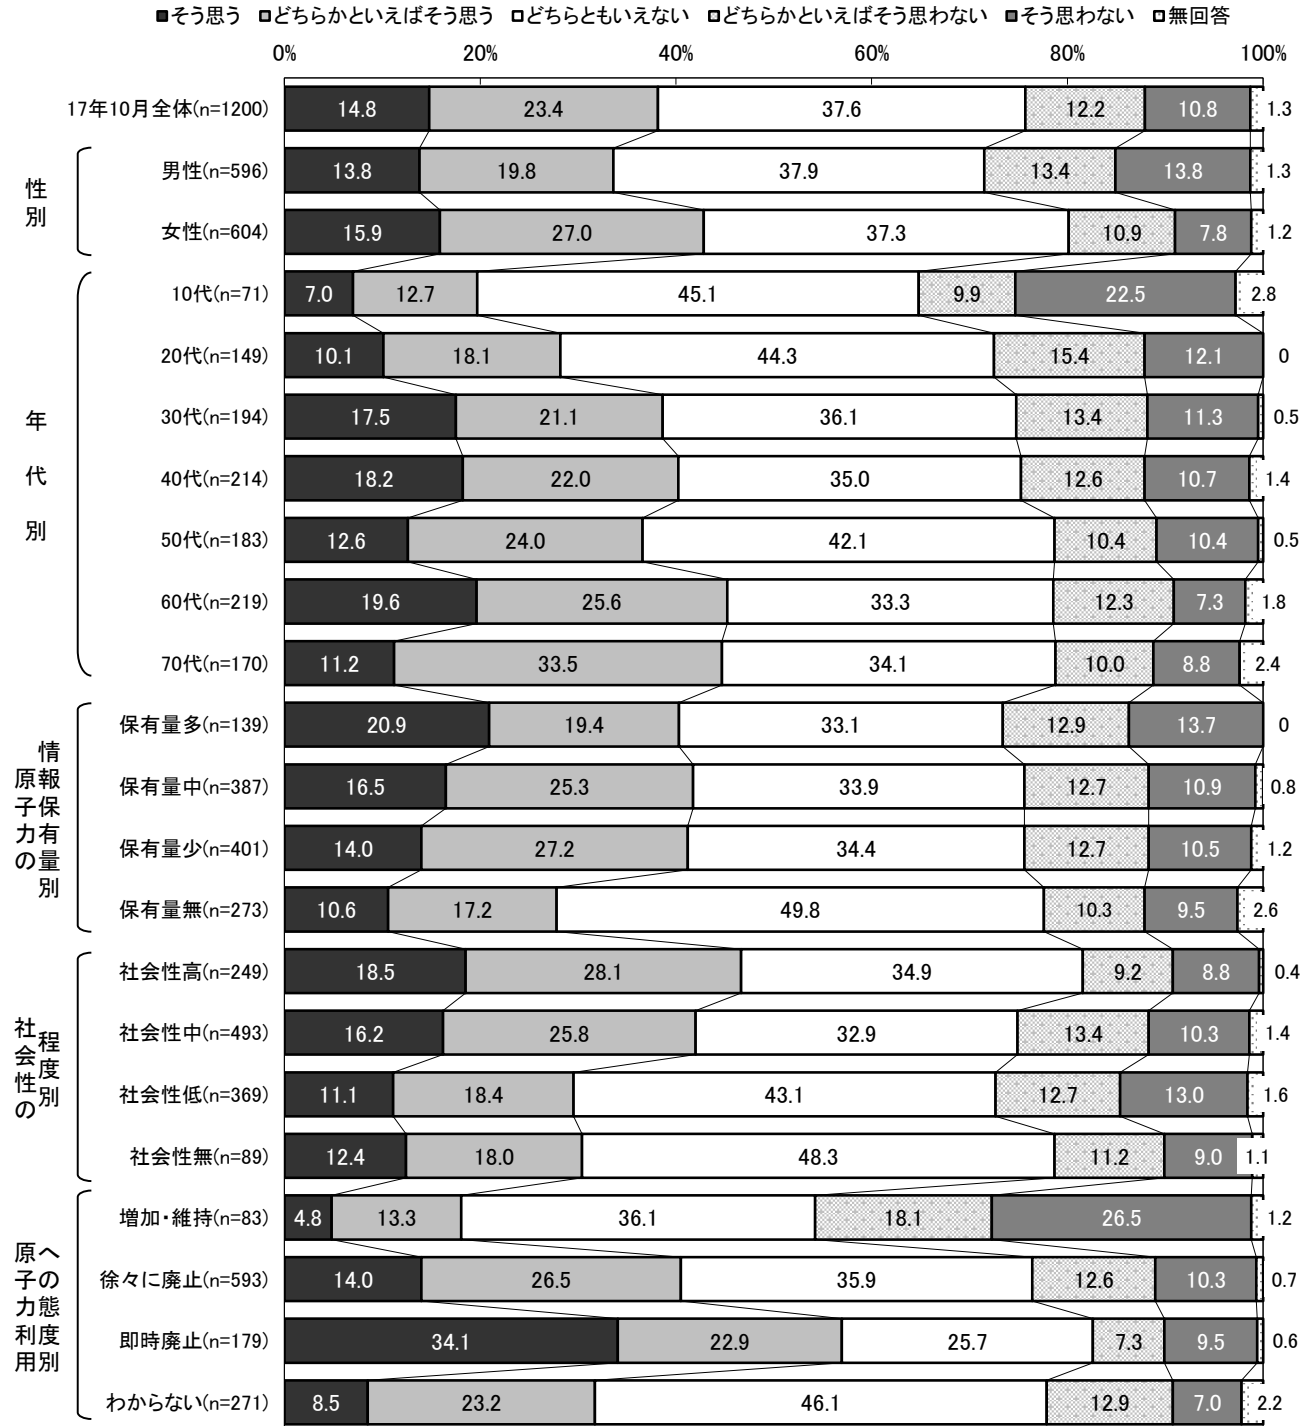 ■そう思う □どちらかといえばそう思う □どちらともいえない □どちらかといえばそう思わない ■そう思わない □無回答
0% 20% 40% 60% 80% 100%
17年10月全体(n=1200) 14.8 23.4 37.6 12.2 10.8 1.3
性別
男性(n=596) 13.8 19.8 37.9 13.4 13.8 1.3
女性(n=604) 15.9 27.0 37.3 10.9 7.8 1.2
年代別
10代(n=71) 7.0 12.7 45.1 9.9 22.5 2.8
20代(n=149) 10.1 18.1 44.3 15.4 12.1 0
30代(n=194) 17.5 21.1 36.1 13.4 11.3 0.5
40代(n=214) 18.2 22.0 35.0 12.6 10.7 1.4
50代(n=183) 12.6 24.0 42.1 10.4 10.4 0.5
60代(n=219) 19.6 25.6 33.3 12.3 7.3 1.8
70代(n=170) 11.2 33.5 34.1 10.0 8.8 2.4
原子力の
情報保有量別
保有量多(n=139) 20.9 19.4 33.1 12.9 13.7 0
保有量中(n=387) 16.5 25.3 33.9 12.7 10.9 0.8
保有量少(n=401) 14.0 27.2 34.4 12.7 10.5 1.2
保有量無(n=273) 10.6 17.2 49.8 10.3 9.5 2.6
社会性の
程度別
社会性高(n=249) 18.5 28.1 34.9 9.2 8.8 0.4
社会性中(n=493) 16.2 25.8 32.9 13.4 10.3 1.4
社会性低(n=369) 11.1 18.4 43.1 12.7 13.0 1.6
社会性無(n=89) 12.4 18.0 48.3 11.2 9.0 1.1
原子力利用
への態度別
増加・維持(n=83) 4.8 13.3 36.1 18.1 26.5 1.2
徐々に廃止(n=593) 14.0 26.5 35.9 12.6 10.3 0.7
即時廃止(n=179) 34.1 22.9 25.7 7.3 9.5 0.6
わからない(n=271) 8.5 23.2 46.1 12.9 7.0 2.2